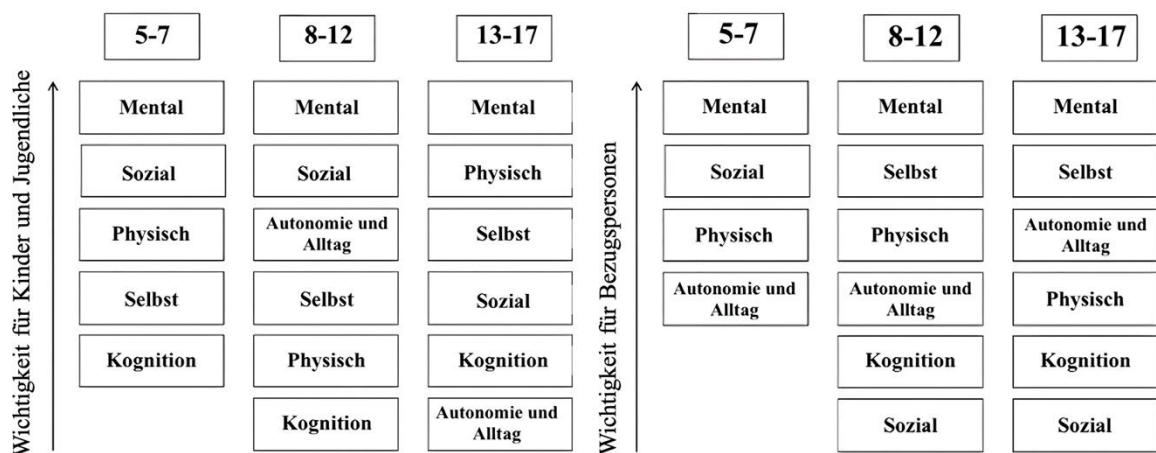 Wichtigkeit für Kinder und Jugendliche
5-7
Mental
Sozial
Physisch
Selbst
Kognition
8-12
Mental
Sozial
Autonomie und
Alltag
Selbst
Physisch
Kognition
13-17
Mental
Physisch
Selbst
Sozial
Kognition
Autonomie und
Alltag
Wichtigkeit für Bezugspersonen
5-7
Mental
Sozial
Physisch
Autonomie und
Alltag
8-12
Mental
Selbst
Physisch
Autonomie und
Alltag
Kognition
Sozial
13-17
Mental
Selbst
Autonomie und
Alltag
Physisch
Kognition
Sozial